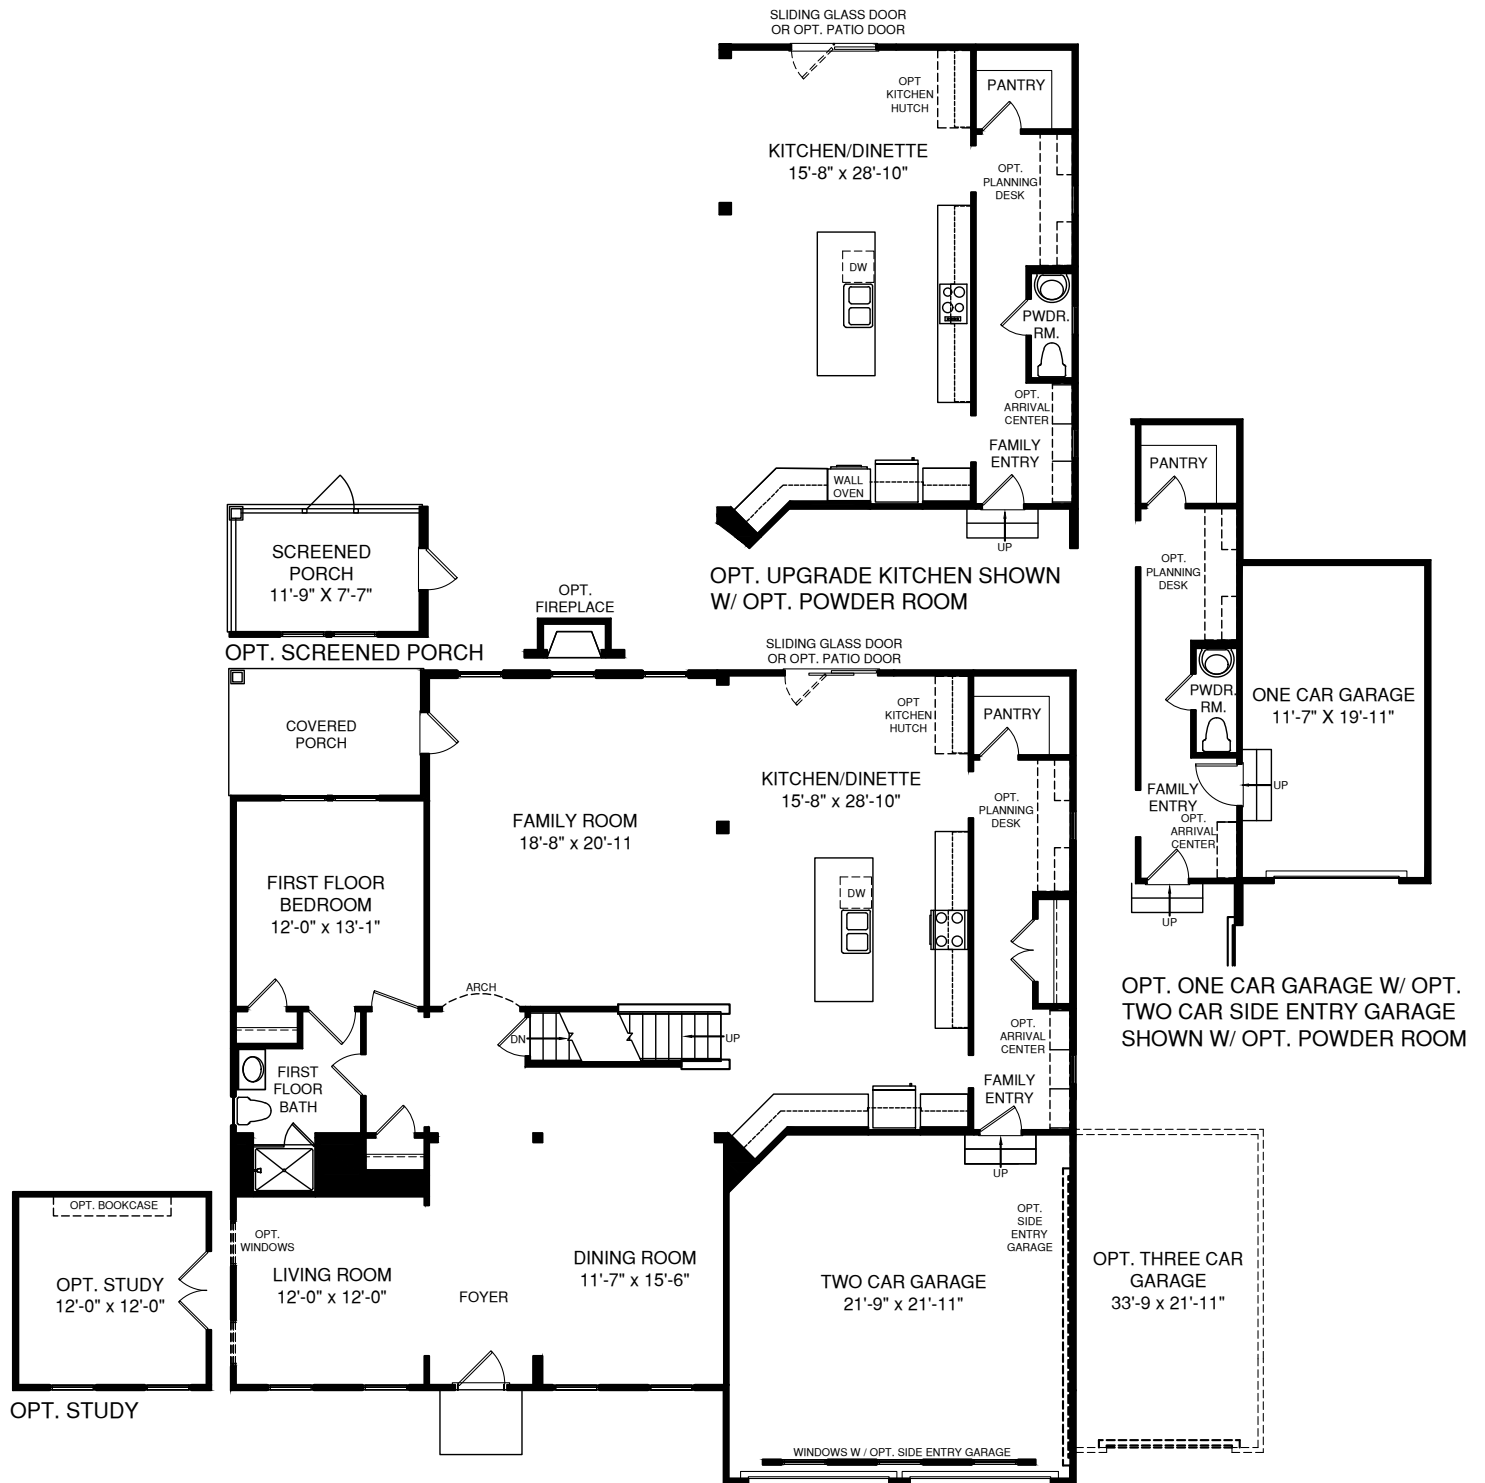 SLIDING GLASS DOOR
OR OPT. PATIO DOOR
OPT
KITCHEN
HUTCH
PANTRY
KITCHEN/DINETTE
15'-8" x 28'-10"
OPT.
PLANNING
DESK
DW
PWDR.
RM.
OPT.
ARRIVAL
CENTER
FAMILY
ENTRY
WALL
OVEN
UP
OPT. UPGRADE KITCHEN SHOWN
W/ OPT. POWDER ROOM
PANTRY
OPT.
PLANNING
DESK
PWDR.
RM.
ONE CAR GARAGE
11'-7" X 19'-11"
UP
FAMILY
ENTRY
OPT.
ARRIVAL
CENTER
UP
OPT. ONE CAR GARAGE W/ OPT.
TWO CAR SIDE ENTRY GARAGE
SHOWN W/ OPT. POWDER ROOM
SCREENED
PORCH
11'-9" X 7'-7"
OPT. SCREENED PORCH
OPT.
FIREPLACE
SLIDING GLASS DOOR
OR OPT. PATIO DOOR
COVERED
PORCH
OPT
KITCHEN
HUTCH
PANTRY
KITCHEN/DINETTE
15'-8" x 28'-10"
OPT.
PLANNING
DESK
FAMILY ROOM
18'-8" x 20'-11
FIRST FLOOR
BEDROOM
12'-0" x 13'-1"
DW
ARCH
DN
UP
OPT.
ARRIVAL
CENTER
FIRST
FLOOR
BATH
FAMILY
ENTRY
UP
OPT. BOOKCASE
OPT. STUDY
12'-0" x 12'-0"
OPT. STUDY
OPT.
WINDOWS
LIVING ROOM
12'-0" x 12'-0"
FOYER
DINING ROOM
11'-7" x 15'-6"
TWO CAR GARAGE
21'-9" x 21'-11"
OPT.
SIDE
ENTRY
GARAGE
OPT. THREE CAR
GARAGE
33'-9 x 21'-11"
WINDOWS W / OPT. SIDE ENTRY GARAGE